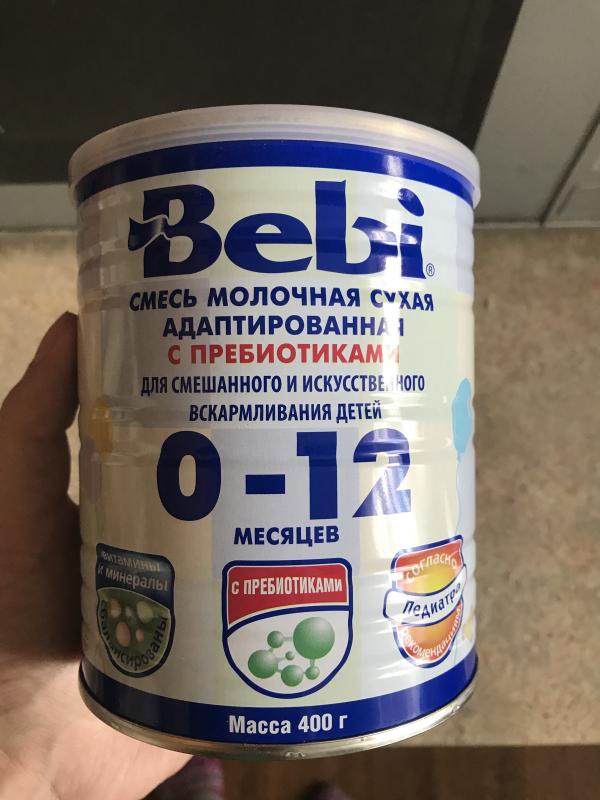 Bebi®
СМЕСЬ МОЛОЧНАЯ СУХАЯ
АДАПТИРОВАННАЯ
С ПРЕБИОТИКАМИ
ДЛЯ СМЕШАННОГО И ИСКУССТВЕННОГО
ВСКАРМЛИВАНИЯ ДЕТЕЙ
0-12
МЕСЯЦЕВ
ВИТАМИНЫ
И МИНЕРАЛЫ
сбалансированы
С ПРЕБИОТИКАМИ
согласно
педиатра
рекомендациям
Масса 400 г